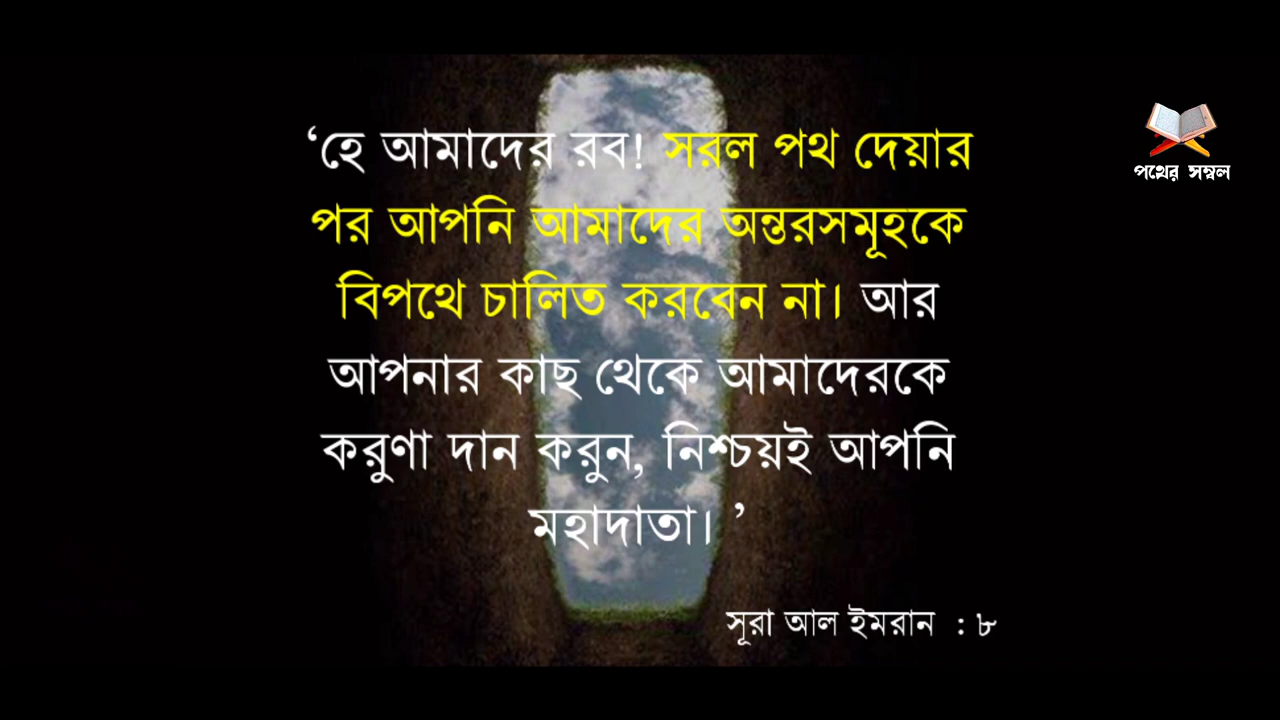 ‘হে আমাদের রব! সরল পথ দেয়ার
পর আপনি আমাদের অন্তরসমূহকে
বিপথে চালিত করবেন না। আর
আপনার কাছ থেকে আমাদেরকে
করুণা দান করুন, নিশ্চয়ই আপনি
মহাদাতা। ’
সূরা আল ইমরান : ৮
পথের সম্বল